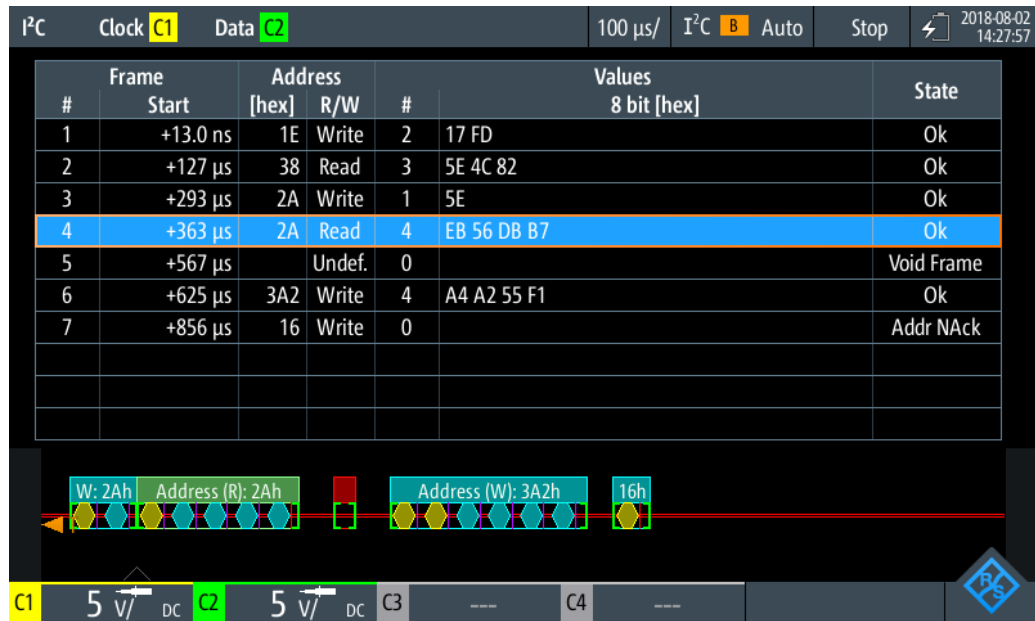 I²C Clock C1 Data C2 100 µs/ I²C B Auto Stop 2018-08-02
14:27:57
Frame Address Values State
# Start [hex] R/W # 8 bit [hex]
1 +13.0 ns 1E Write 2 17 FD Ok
2 +127 µs 38 Read 3 5E 4C 82 Ok
3 +293 µs 2A Write 1 5E Ok
4 +363 µs 2A Read 4 EB 56 DB B7 Ok
5 +567 µs Undef. 0 Void Frame
6 +625 µs 3A2 Write 4 A4 A2 55 F1 Ok
7 +856 µs 16 Write 0 Addr NAck
W: 2Ah Address (R): 2Ah Address (W): 3A2h 16h
R/S
C1 5 V/ DC C2 5 V/ DC C3 --- C4 ---